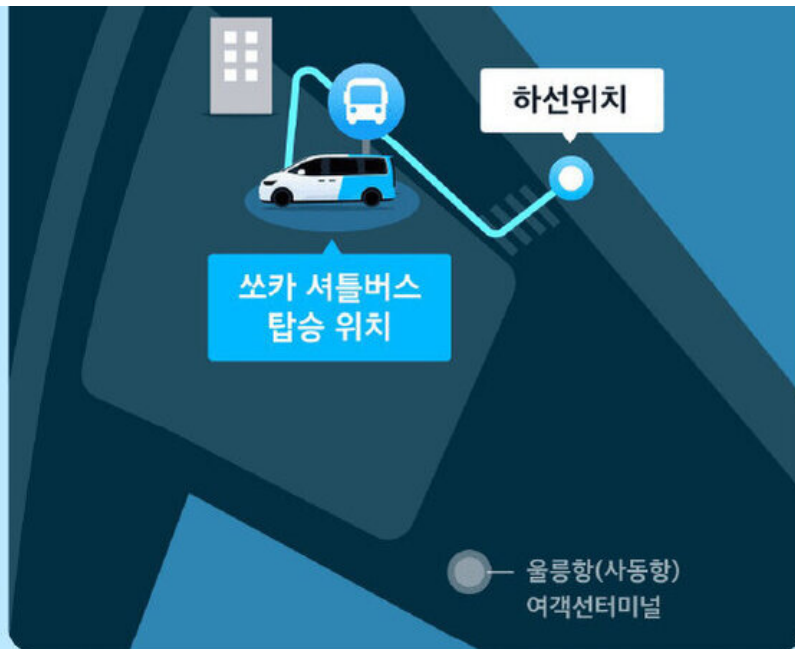 하선위치
쏘카 셔틀버스
탑승 위치
울릉항(사동항)
여객선터미널